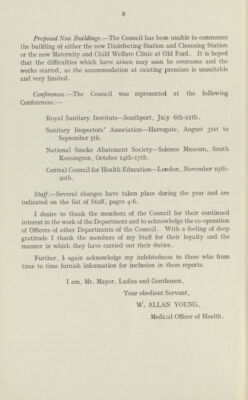 8
Proposed New Buildings.—The Council has been unable to commence
the building of either the new Disinfecting Station and Cleansing Station
or the new Maternity and Child Welfare Clinic at Old Ford. It is hoped
that the difficulties which have arisen may soon be overcome and the
works started, as the accommodation at existing premises is unsuitable
and very limited.
Conferences.—The Council was represented at the following
Conferences:—
Royal Sanitary Institute—Southport, July 6th-12th.
Sanitary Inspectors' Association—Harrogate, August 31st to
September 5th.
National Smoke Abatement Society—Science Museum, South
Kensington, October 14th-17th.
Central Council for Health Education—London, November 19th-
20th.
Staff.—Several changes have taken place during the year and are
indicated on the list of Staff, pages 4-6.
I desire to thank the members of the Council for their continued
interest in the work of the Department and to acknowledge the co-operation
of Officers of other Departments of the Council. With a feeling of deep
gratitude I thank the members of my Staff for their loyalty and the
manner in which they have carried out their duties.
Further, I again acknowledge my indebtedness to those who from
time to time furnish information for inclusion in these reports.
I am, Mr. Mayor, Ladies and Gentlemen,
Your obedient Servant,
W. ALLAN YOUNG,
Medical Officer of Health.